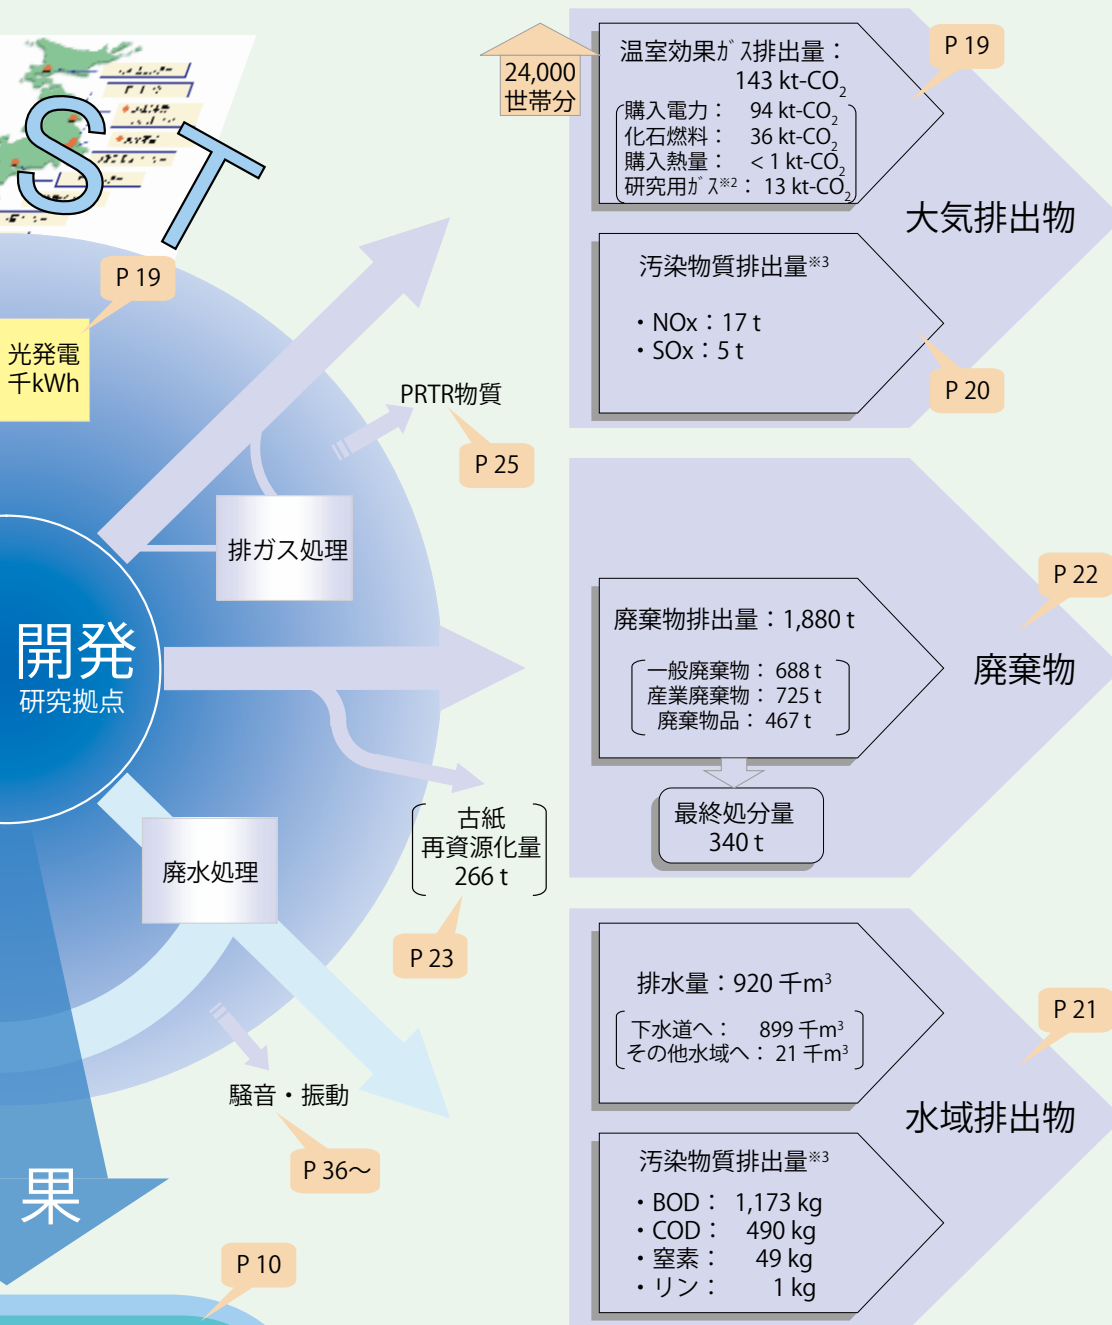 ST
P 19
光発電
千kWh
PRTR物質
P 25
排ガス処理
開発
研究拠点
古紙
再資源化量
266 t
P 23
廃水処理
騒音・振動
P 36〜
果
P 10
24,000
世帯分
温室効果ガス排出量：
143 kt-CO₂
購入電力： 94 kt-CO₂
化石燃料： 36 kt-CO₂
購入熱量： < 1 kt-CO₂
研究用ガス※2： 13 kt-CO₂
P 19
大気排出物
汚染物質排出量※3
・NOx：17 t
・SOx：5 t
P 20
P 22
廃棄物排出量：1,880 t
一般廃棄物： 688 t
産業廃棄物： 725 t
廃棄物品： 467 t
廃棄物
最終処分量
340 t
排水量：920 千m³
下水道へ： 899 千m³
その他水域へ： 21 千m³
P 21
水域排出物
汚染物質排出量※3
・BOD： 1,173 kg
・COD： 490 kg
・窒素： 49 kg
・リン： 1 kg